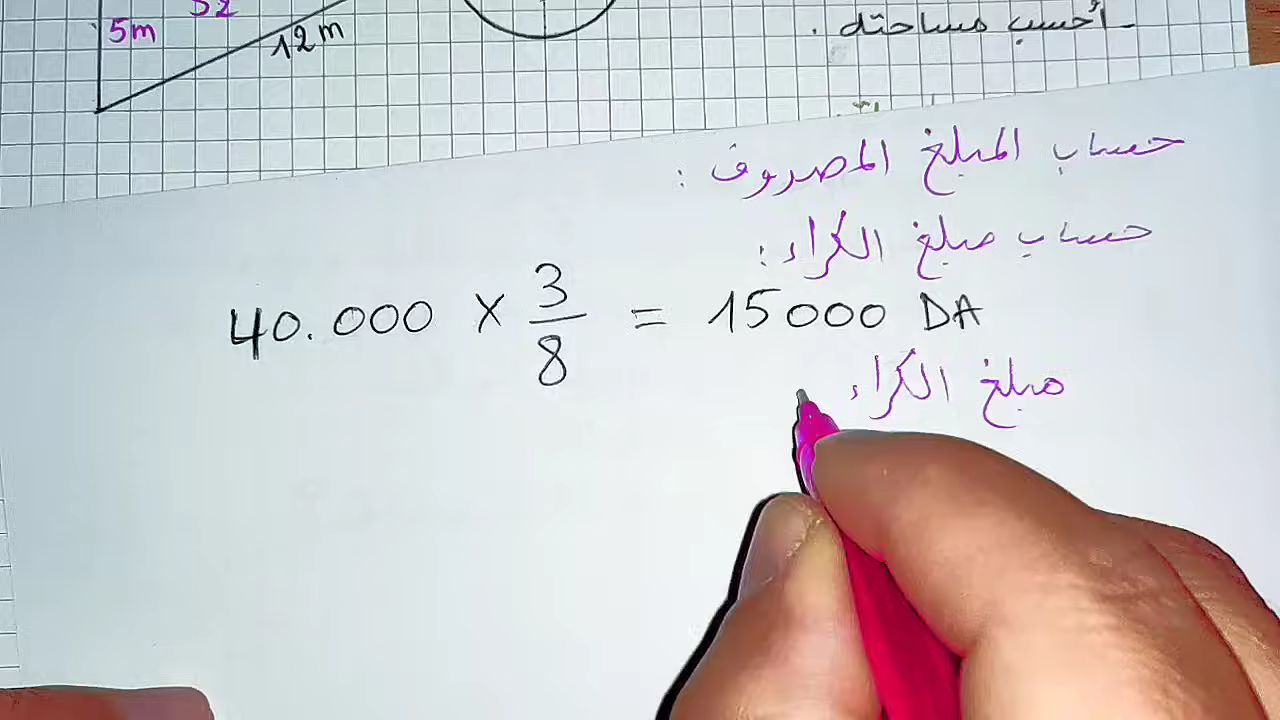 5m
12m
- أحسب مساحته .
حساب المبلغ المصروف :
حساب مبلغ الكراء :
40.000 × 3/8 = 15000 DA
مبلغ الكراء